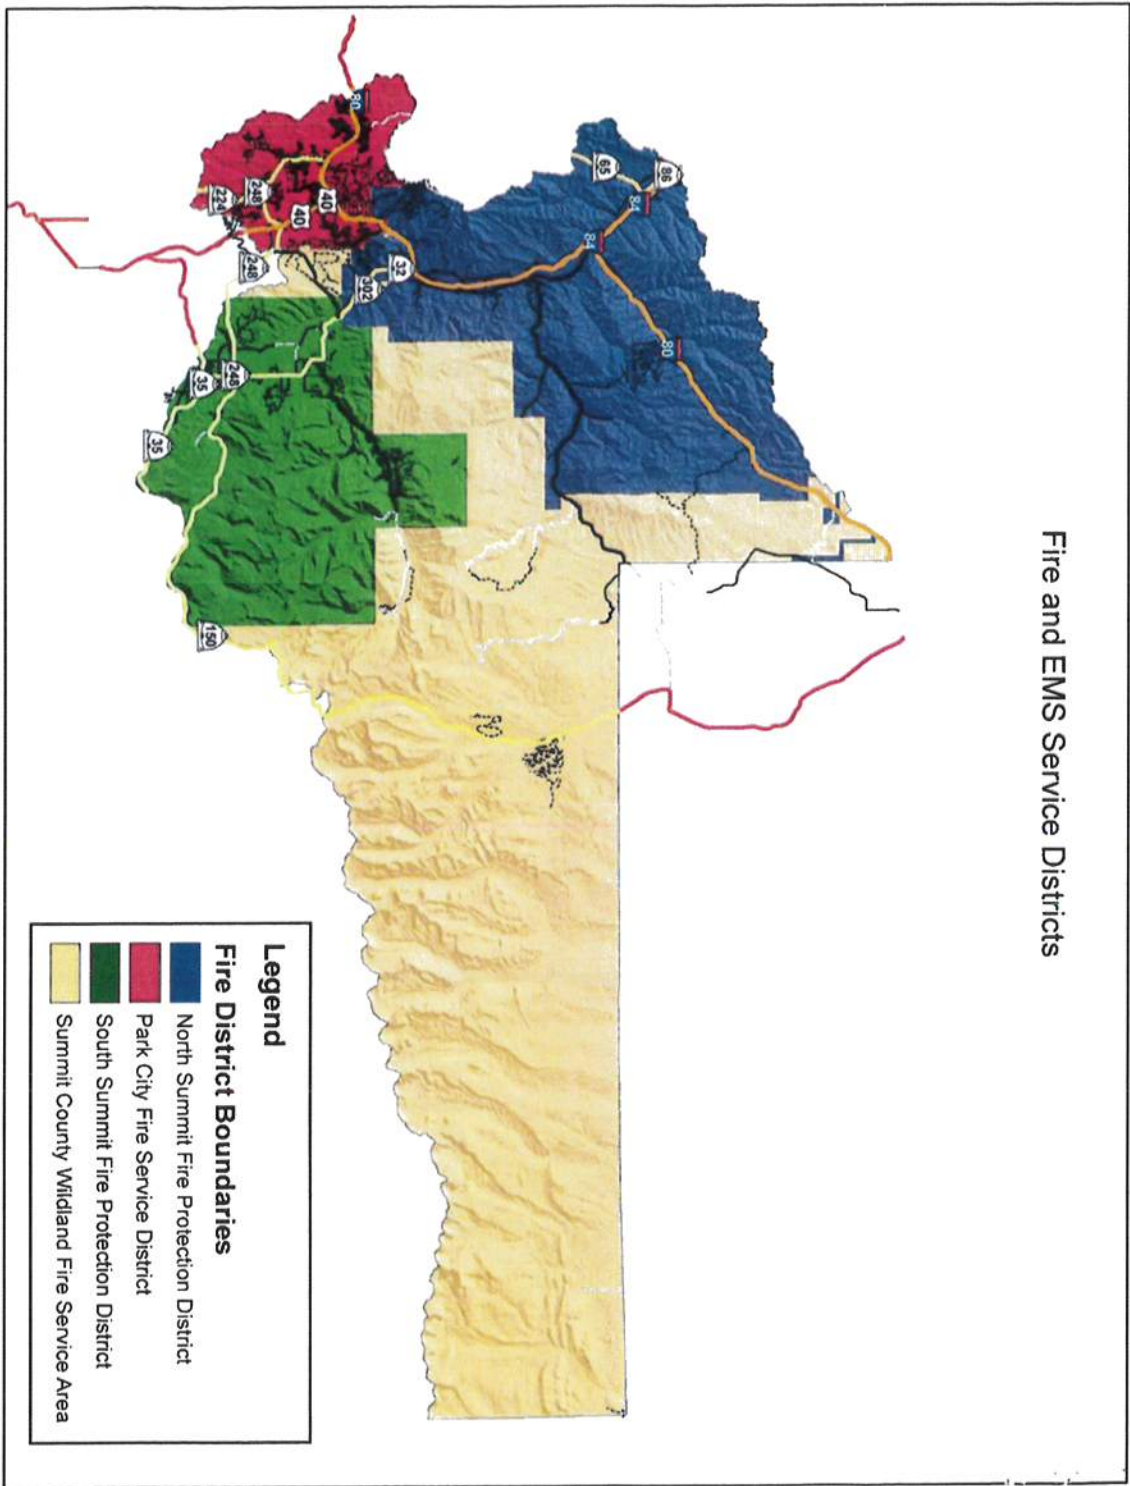 Fire and EMS Service Districts
86
65
84
84
80
80
32
302
40
40
248
224
248
248
35
35
150
Legend
Fire District Boundaries
North Summit Fire Protection District
Park City Fire Service District
South Summit Fire Protection District
Summit County Wildland Fire Service Area